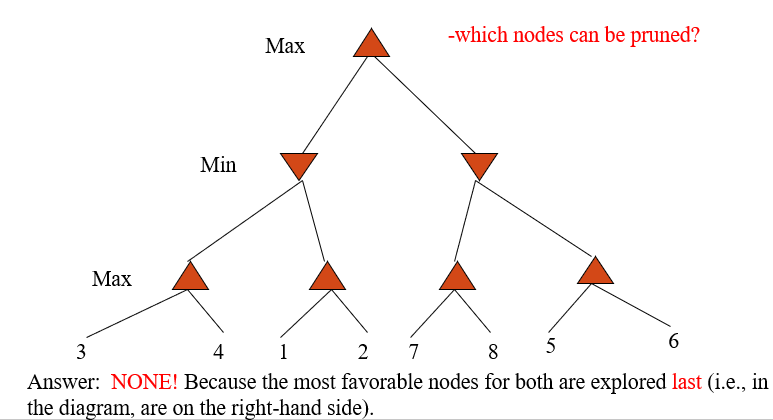 Max
-which nodes can be pruned?
Min
Max
3 4 1 2 7 8 5 6
Answer: NONE! Because the most favorable nodes for both are explored last (i.e., in
the diagram, are on the right-hand side).